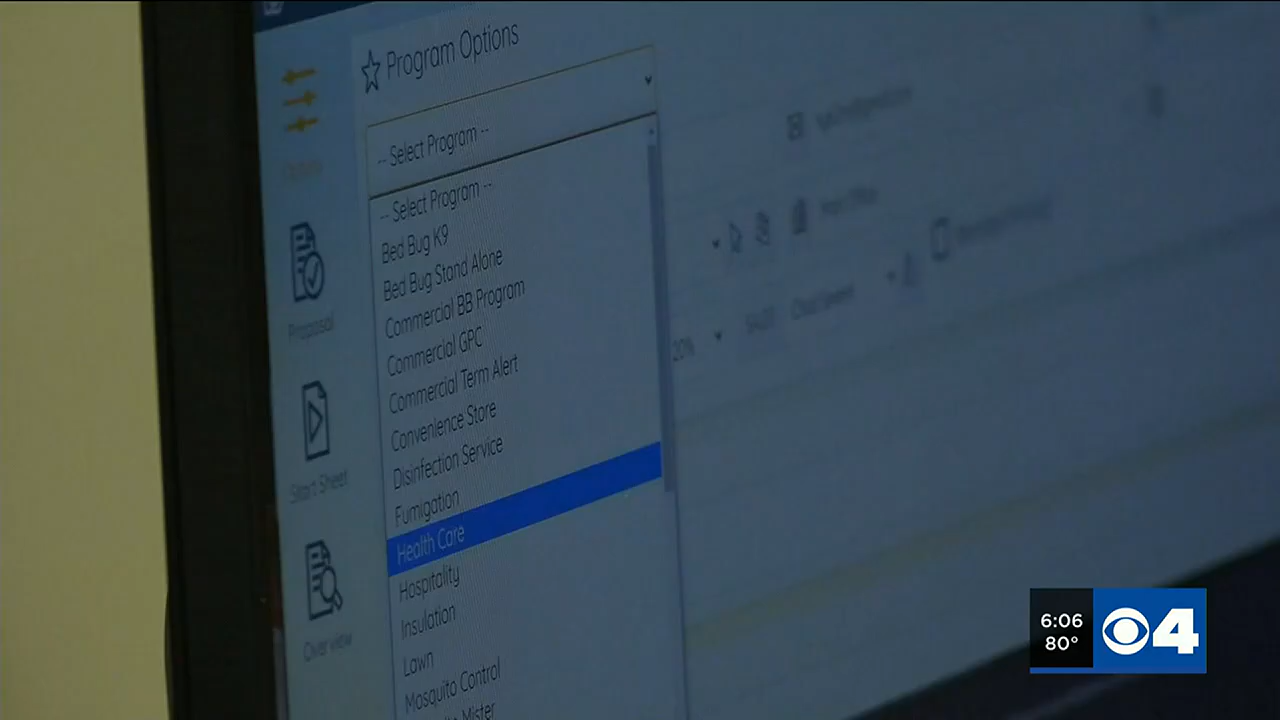 Program Options
-- Select Program --
-- Select Program --
Bed Bug K9
Bed Bug Stand Alone
Commercial BB Program
Commercial GPC
Commercial Term Alert
Convenience Store
Disinfection Service
Fumigation
Health Care
Hospitality
Insulation
Lawn
Mosquito Control
Mister
Proposal
Start Sheet
Overview
20%
6:06
80°
4